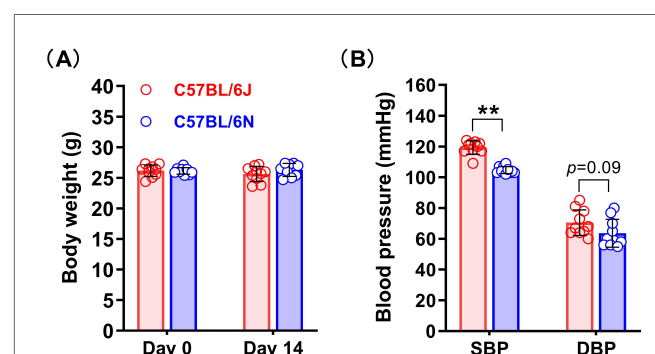 (A)
Body weight (g)
40
35
30
25
20
15
10
5
0
C57BL/6J
C57BL/6N
Day 0
Day 14
(B)
Blood pressure (mmHg)
160
140
120
100
80
60
40
20
0
**
p=0.09
SBP
DBP